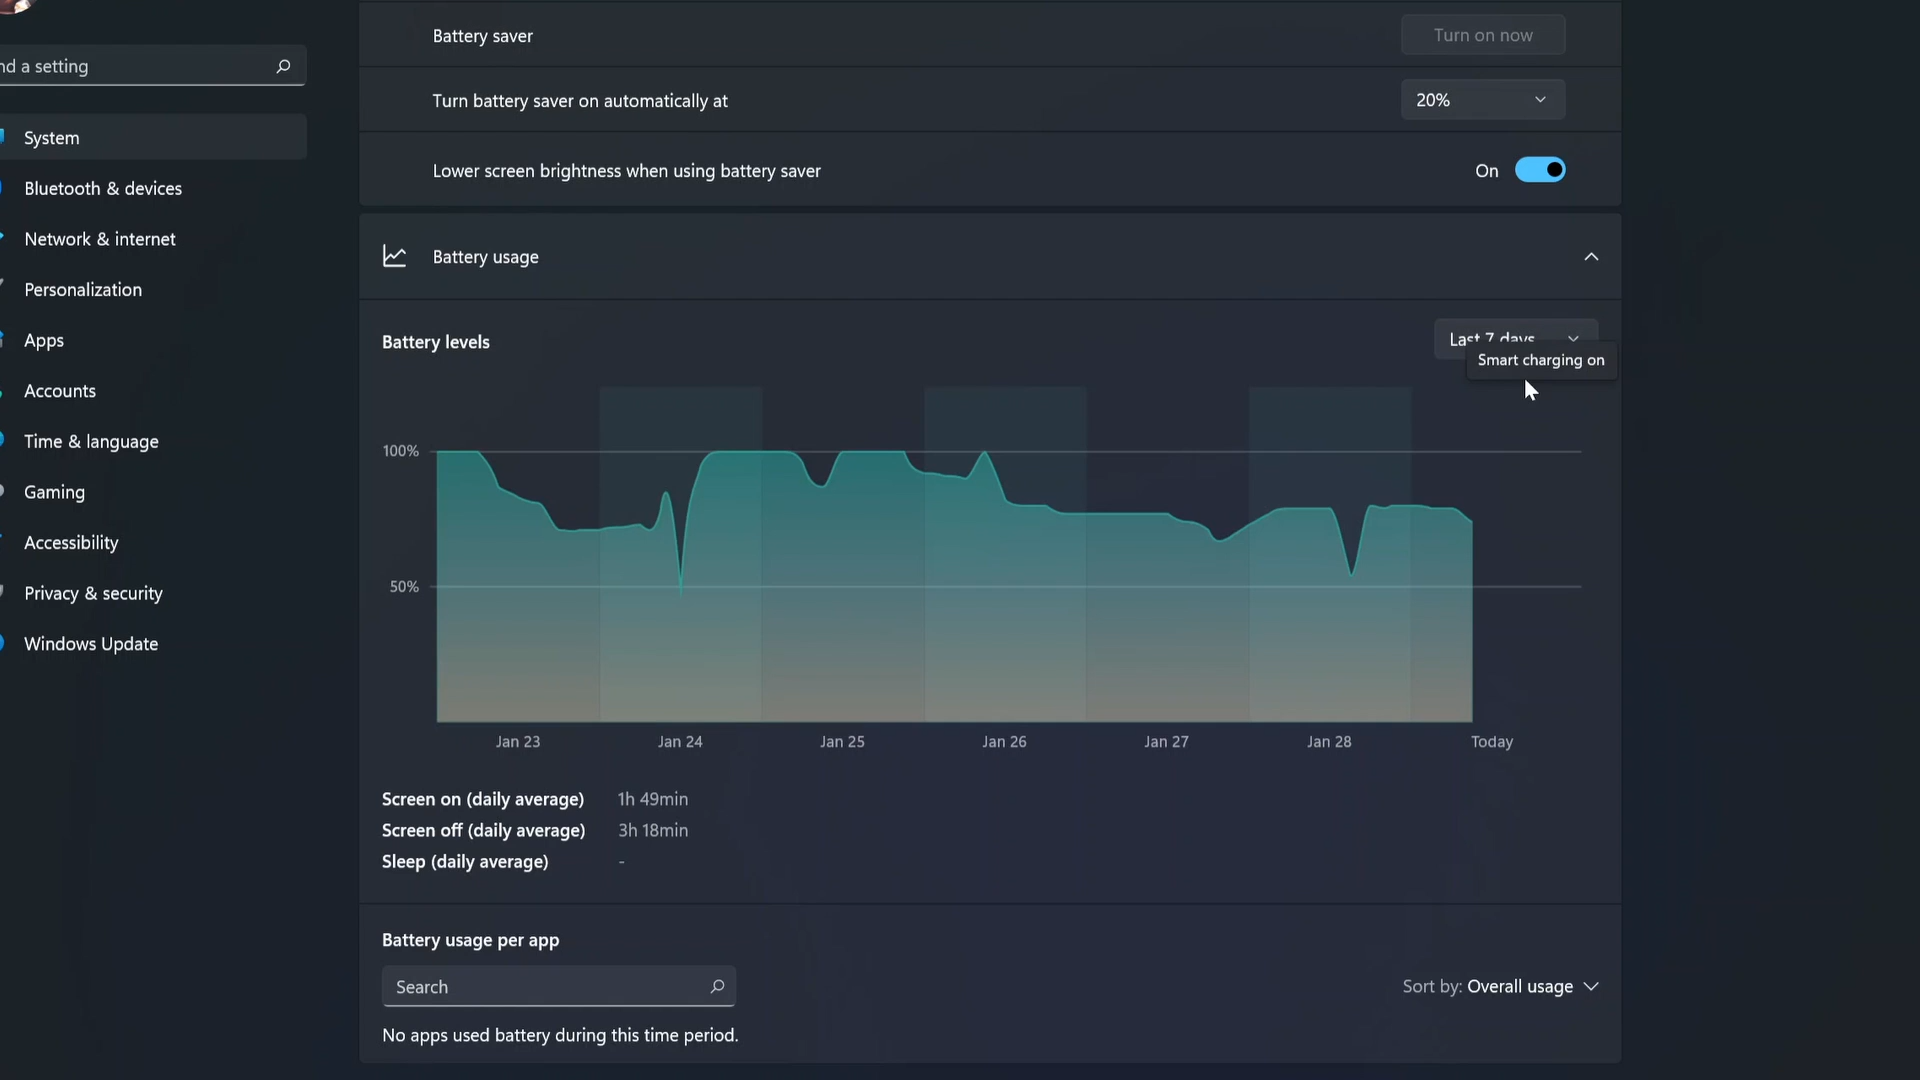 nd a setting
System
Bluetooth & devices
Network & internet
Personalization
Apps
Accounts
Time & language
Gaming
Accessibility
Privacy & security
Windows Update
Battery saver
Turn on now
Turn battery saver on automatically at
20%
Lower screen brightness when using battery saver
On
Battery usage
Battery levels
Last 7 days
Smart charging on
100%
50%
Jan 23 Jan 24 Jan 25 Jan 26 Jan 27 Jan 28 Today
Screen on (daily average) 1h 49min
Screen off (daily average) 3h 18min
Sleep (daily average) -
Battery usage per app
Search
Sort by: Overall usage
No apps used battery during this time period.